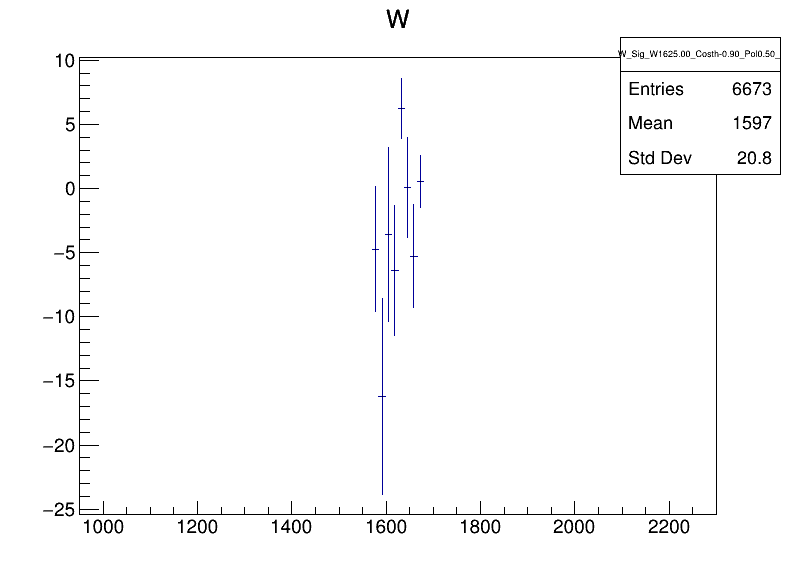 W
W_Sig_W1625.00_Costh-0.90_Pol0.50_
Entries 6673
Mean 1597
Std Dev 20.8
10
5
0
−5
−10
−15
−20
−25
1000 1200 1400 1600 1800 2000 2200